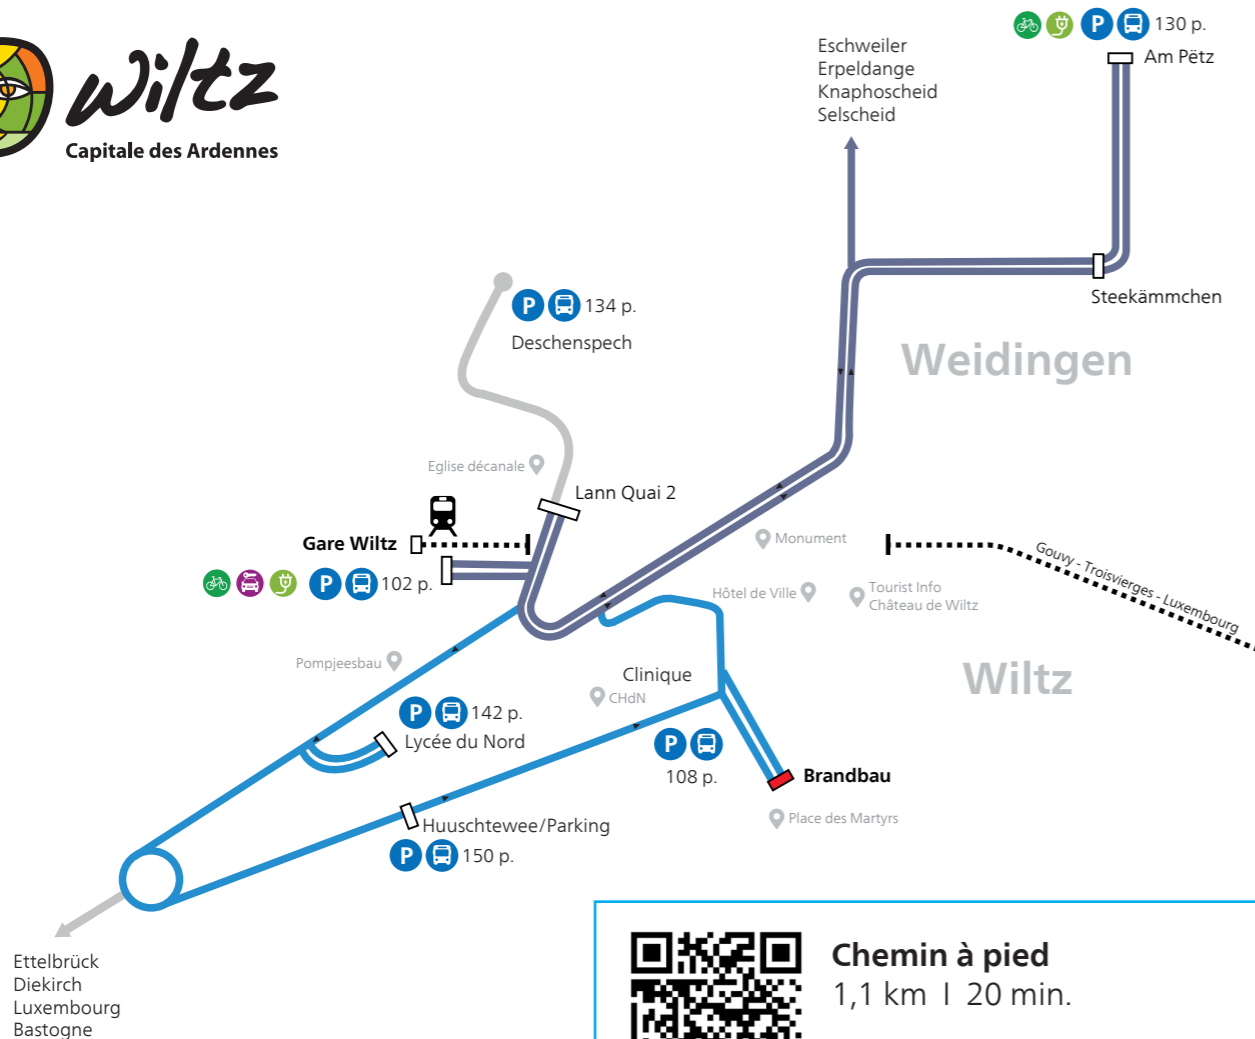 wiltz
Capitale des Ardennes
P 130 p.
Am Pëtz
Eschweiler
Erpeldange
Knaphoscheid
Selscheid
Steekämmchen
P 134 p.
Deschenspech
Weidingen
Eglise décanale
Lann Quai 2
Gare Wiltz
P 102 p.
Monument
Gouvy - Troisvierges - Luxembourg
Hôtel de Ville
Tourist Info
Château de Wiltz
Pompjeesbau
Clinique
CHdN
Wiltz
P 142 p.
Lycée du Nord
P
108 p.
Brandbau
Place des Martyrs
Huuschtewee/Parking
P 150 p.
Ettelbrück
Diekirch
Luxembourg
Bastogne
Chemin à pied
1,1 km I 20 min.